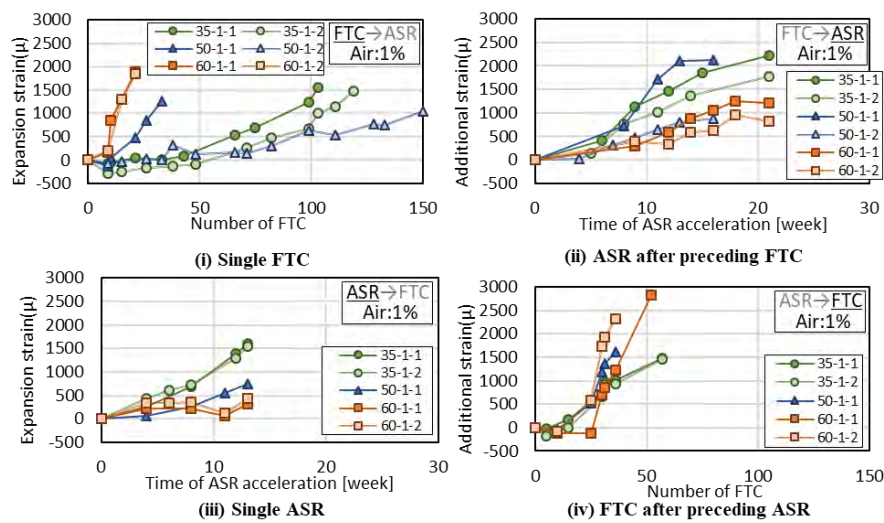 3000
2500
2000
1500
1000
500
0
-500
Expansion strain(μ)
35-1-1 35-1-2
50-1-1 50-1-2
60-1-1 60-1-2
FTC→ASR
Air:1%
0 50 100 150
Number of FTC
(i) Single FTC
3000
2500
2000
1500
1000
500
0
-500
Additional strain(μ)
FTC→ASR
Air:1%
35-1-1
35-1-2
50-1-1
50-1-2
60-1-1
60-1-2
0 10 20 30
Time of ASR acceleration [week]
(ii) ASR after preceding FTC
3000
2500
2000
1500
1000
500
0
-500
Expansion strain(μ)
ASR→FTC
Air:1%
35-1-1
35-1-2
50-1-1
60-1-1
60-1-2
0 10 20 30
Time of ASR acceleration [week]
(iii) Single ASR
3000
2500
2000
1500
1000
500
0
-500
Additional strain(μ)
ASR→FTC
Air:1%
35-1-1
35-1-2
50-1-1
60-1-1
60-1-2
0 50 100 150
Number of FTC
(iv) FTC after preceding ASR